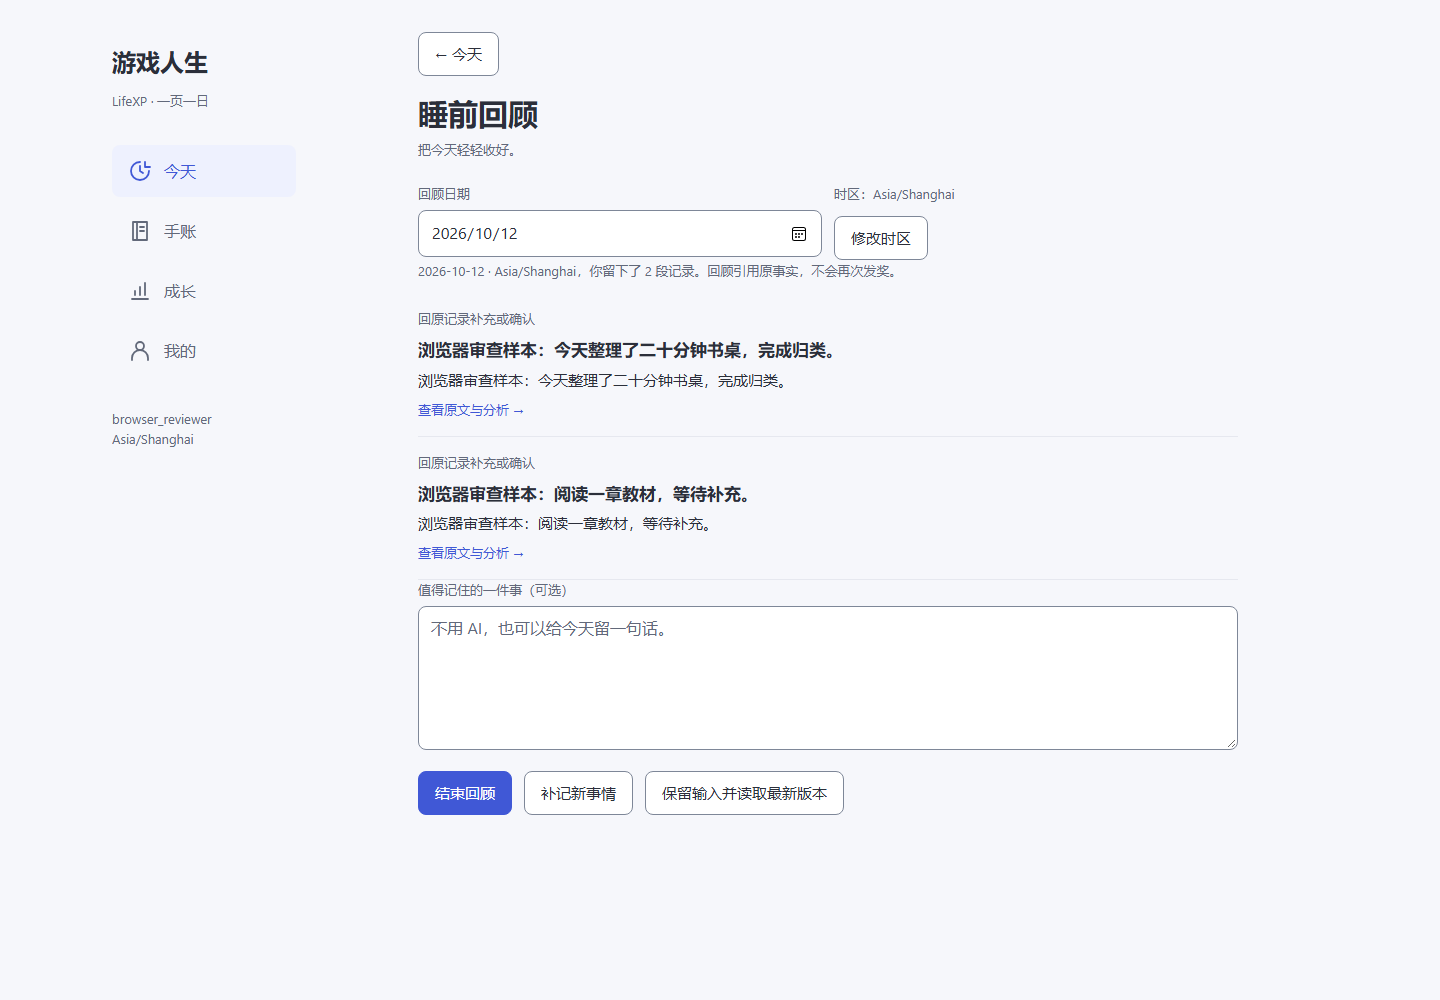 游戏人生
LifeXP · 一页一日
今天
手账
成长
我的
browser_reviewer
Asia/Shanghai
← 今天
睡前回顾
把今天轻轻收好。
回顾日期
时区：Asia/Shanghai
2026/10/12
修改时区
2026-10-12 · Asia/Shanghai，你留下了 2 段记录。回顾引用原事实，不会再次发奖。
回原记录补充或确认
浏览器审查样本：今天整理了二十分钟书桌，完成归类。
浏览器审查样本：今天整理了二十分钟书桌，完成归类。
查看原文与分析 →
回原记录补充或确认
浏览器审查样本：阅读一章教材，等待补充。
浏览器审查样本：阅读一章教材，等待补充。
查看原文与分析 →
值得记住的一件事（可选）
不用 AI，也可以给今天留一句话。
结束回顾
补记新事情
保留输入并读取最新版本